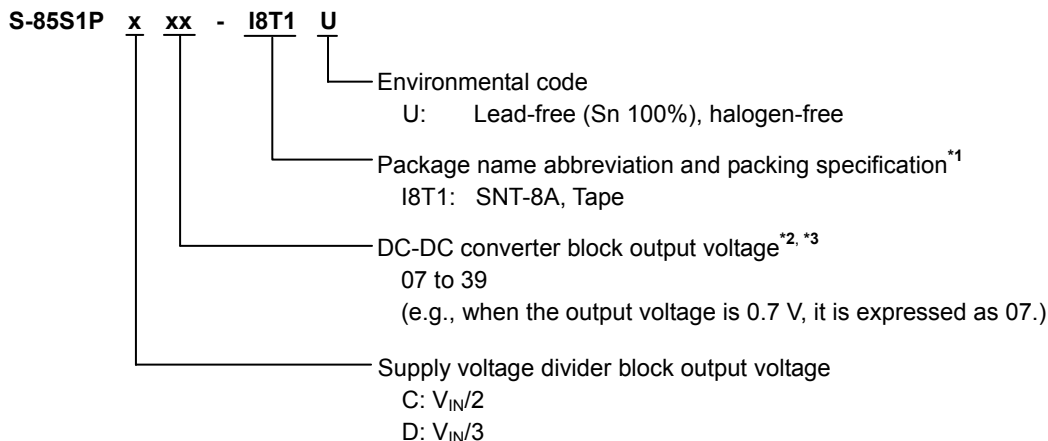 S-85S1P x xx - I8T1 U
Environmental code
U: Lead-free (Sn 100%), halogen-free
Package name abbreviation and packing specification*1
I8T1: SNT-8A, Tape
DC-DC converter block output voltage*2, *3
07 to 39
(e.g., when the output voltage is 0.7 V, it is expressed as 07.)
Supply voltage divider block output voltage
C: VIN/2
D: VIN/3